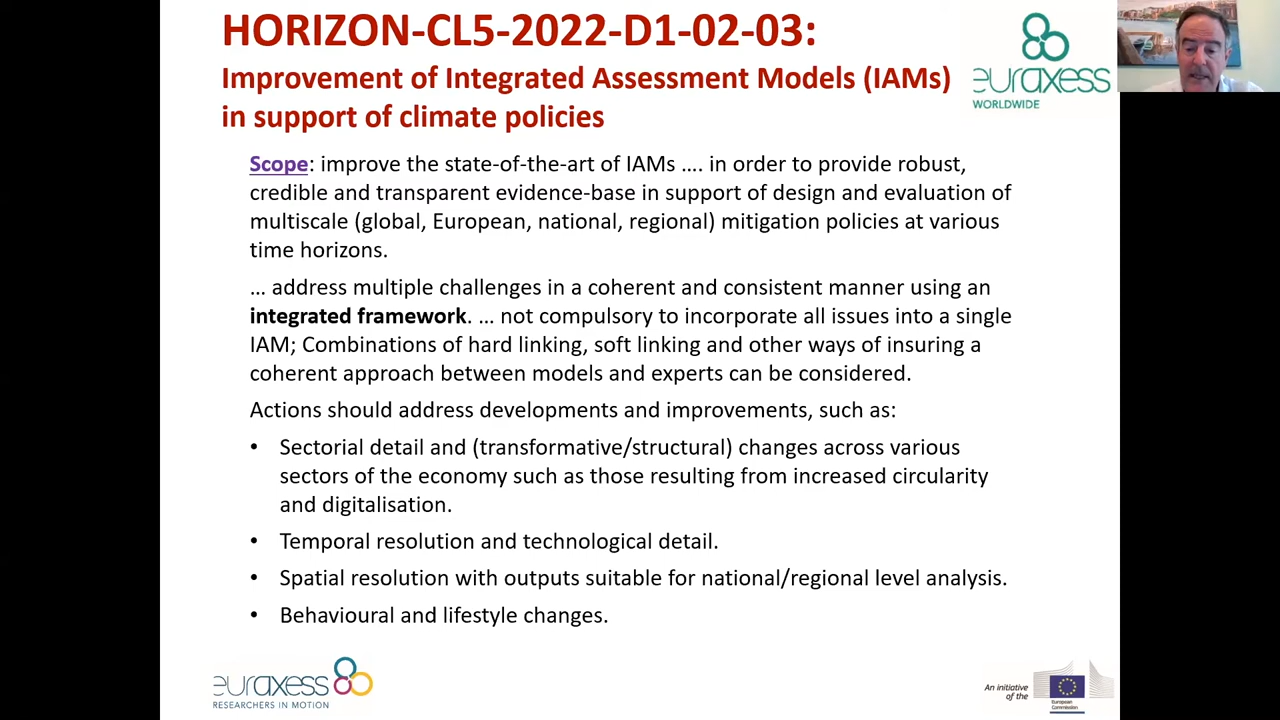 HORIZON-CL5-2022-D1-02-03:
Improvement of Integrated Assessment Models (IAMs)
in support of climate policies
euraxess
WORLDWIDE
Scope: improve the state-of-the-art of IAMs .... in order to provide robust,
credible and transparent evidence-base in support of design and evaluation of
multiscale (global, European, national, regional) mitigation policies at various
time horizons.
... address multiple challenges in a coherent and consistent manner using an
integrated framework. ... not compulsory to incorporate all issues into a single
IAM; Combinations of hard linking, soft linking and other ways of insuring a
coherent approach between models and experts can be considered.
Actions should address developments and improvements, such as:
• Sectorial detail and (transformative/structural) changes across various
sectors of the economy such as those resulting from increased circularity
and digitalisation.
• Temporal resolution and technological detail.
• Spatial resolution with outputs suitable for national/regional level analysis.
• Behavioural and lifestyle changes.
euraxess
RESEARCHERS IN MOTION
An initiative
of the
European
Commission